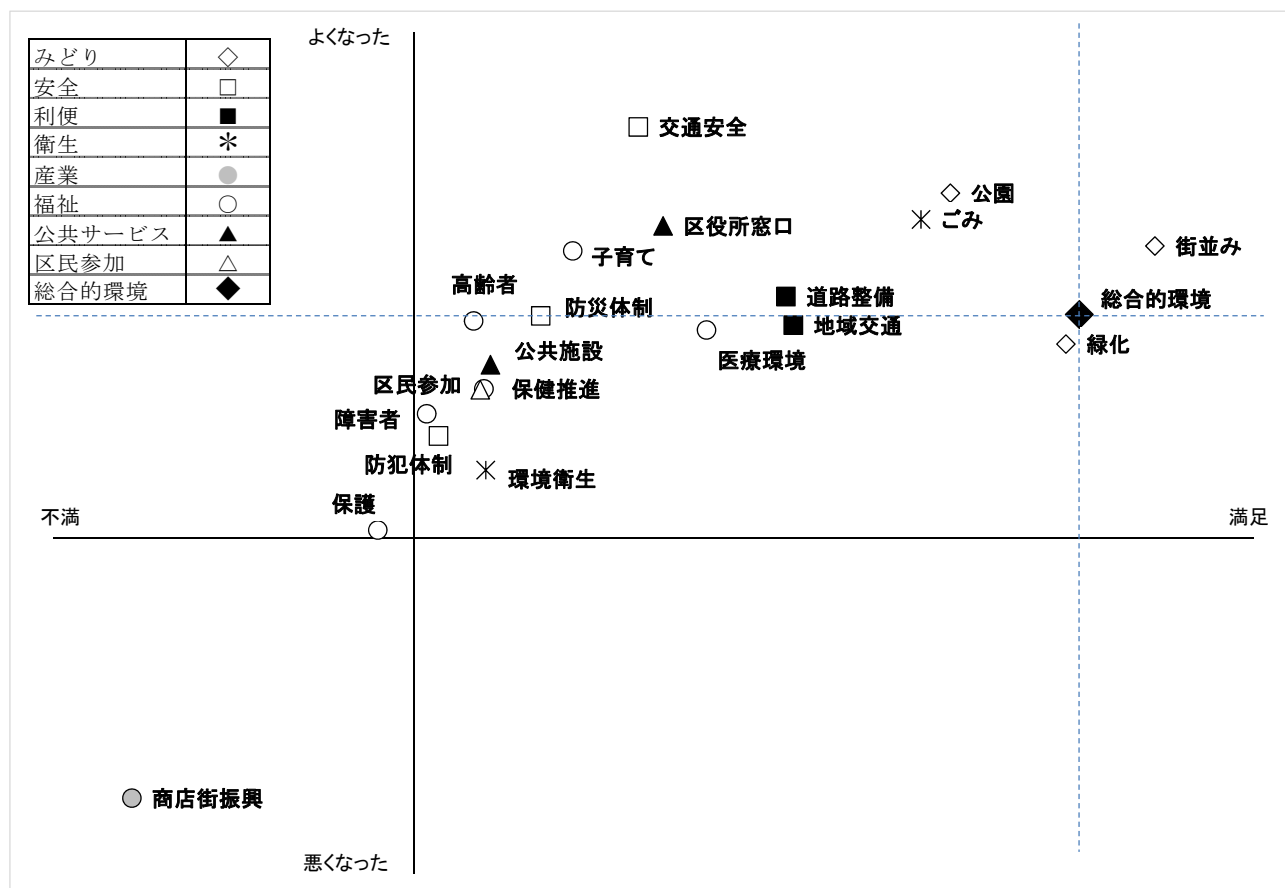 よくなった
みどり ◇
安全 □
利便 ■
衛生 *
産業 ●
福祉 ○
公共サービス ▲
区民参加 △
総合的環境 ◆
交通安全
公園
ごみ
区役所窓口
街並み
子育て
高齢者
防災体制
道路整備
総合的環境
地域交通
緑化
公共施設
医療環境
区民参加
保健推進
障害者
防犯体制
環境衛生
保護
不満
満足
商店街振興
悪くなった